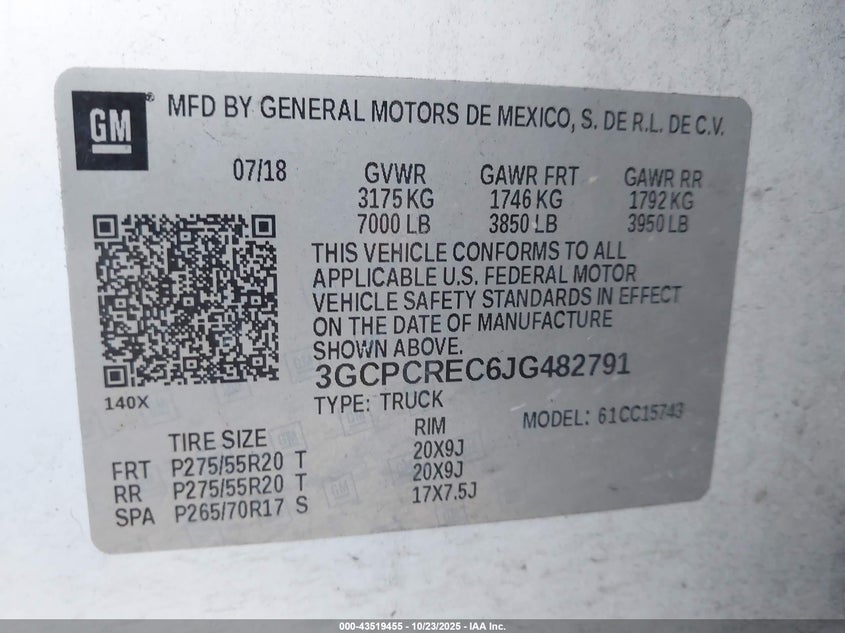 GM® MFD BY GENERAL MOTORS DE MEXICO, S. DE R.L. DE C.V.
07/18 GVWR GAWR FRT GAWR RR
3175 KG 1746 KG 1792 KG
7000 LB 3850 LB 3950 LB
THIS VEHICLE CONFORMS TO ALL
APPLICABLE U.S. FEDERAL MOTOR
VEHICLE SAFETY STANDARDS IN EFFECT
ON THE DATE OF MANUFACTURE
SHOWN ABOVE.
3GCPCREC6JG482791
140X
TYPE: TRUCK MODEL: 61CC15743
TIRE SIZE RIM
FRT P275/55R20 T 20X9J
RR P275/55R20 T 20X9J
SPA P265/70R17 S 17X7.5J
000-43519455 - 10/23/2025 - IAA Inc.